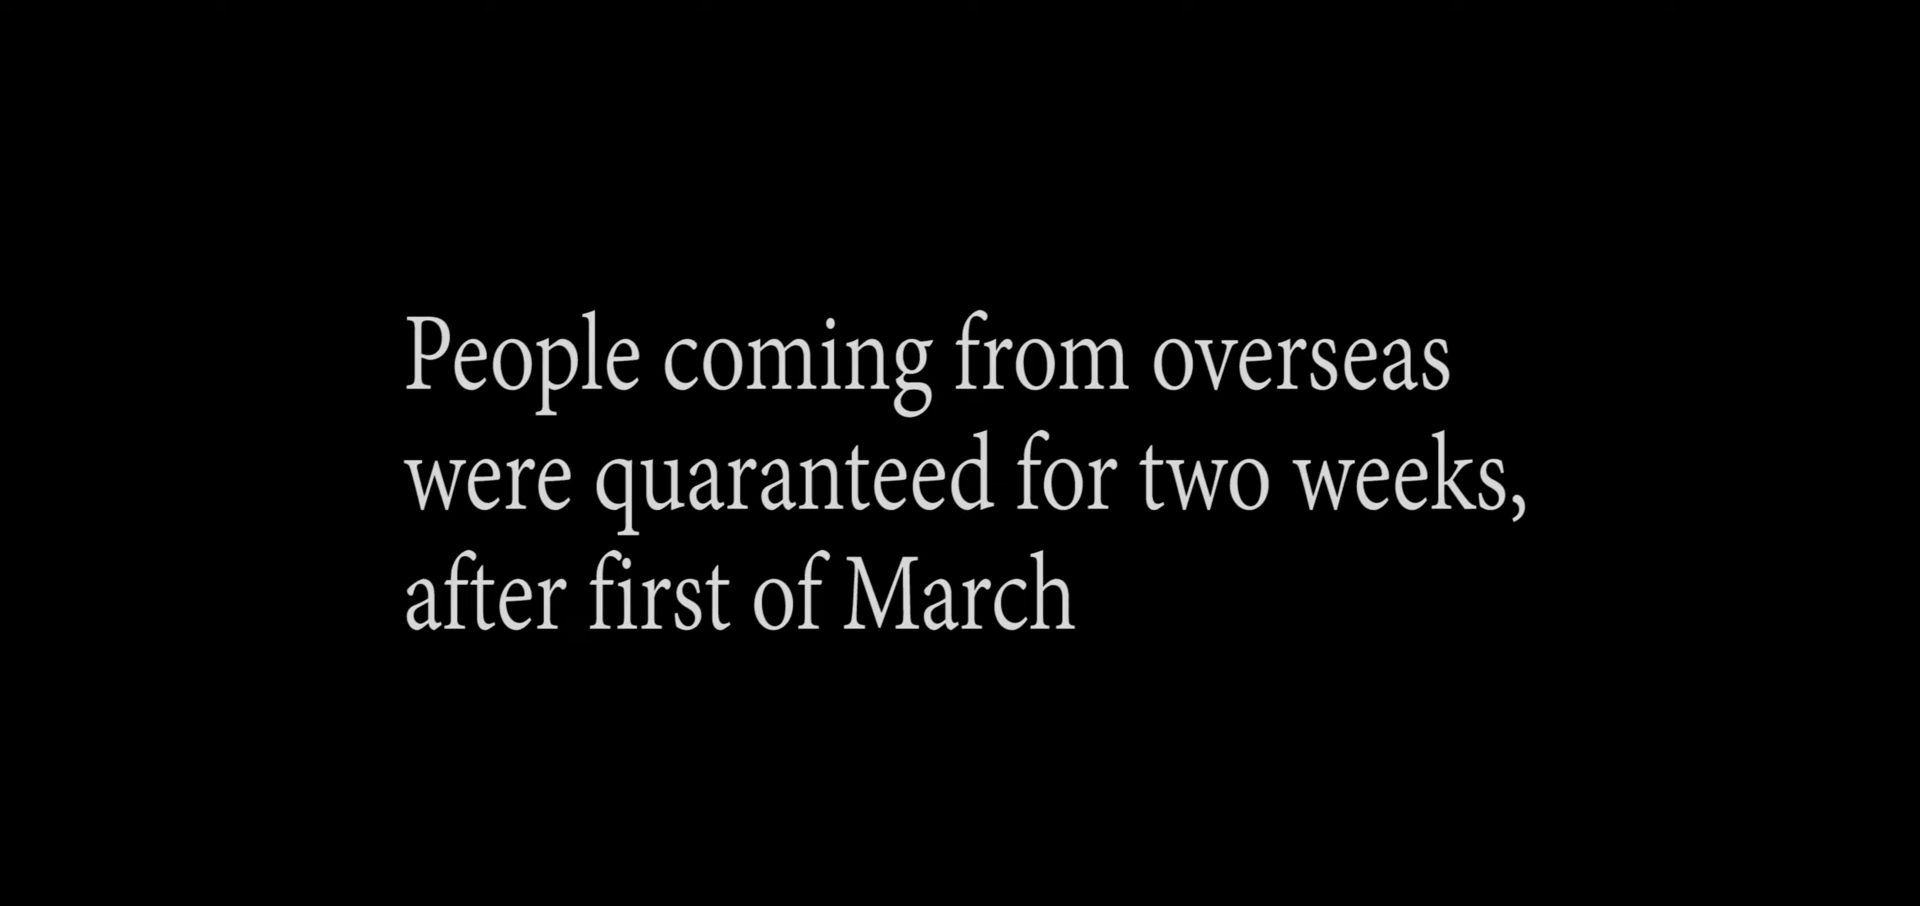 People coming from overseas
were quaranteed for two weeks,
after first of March